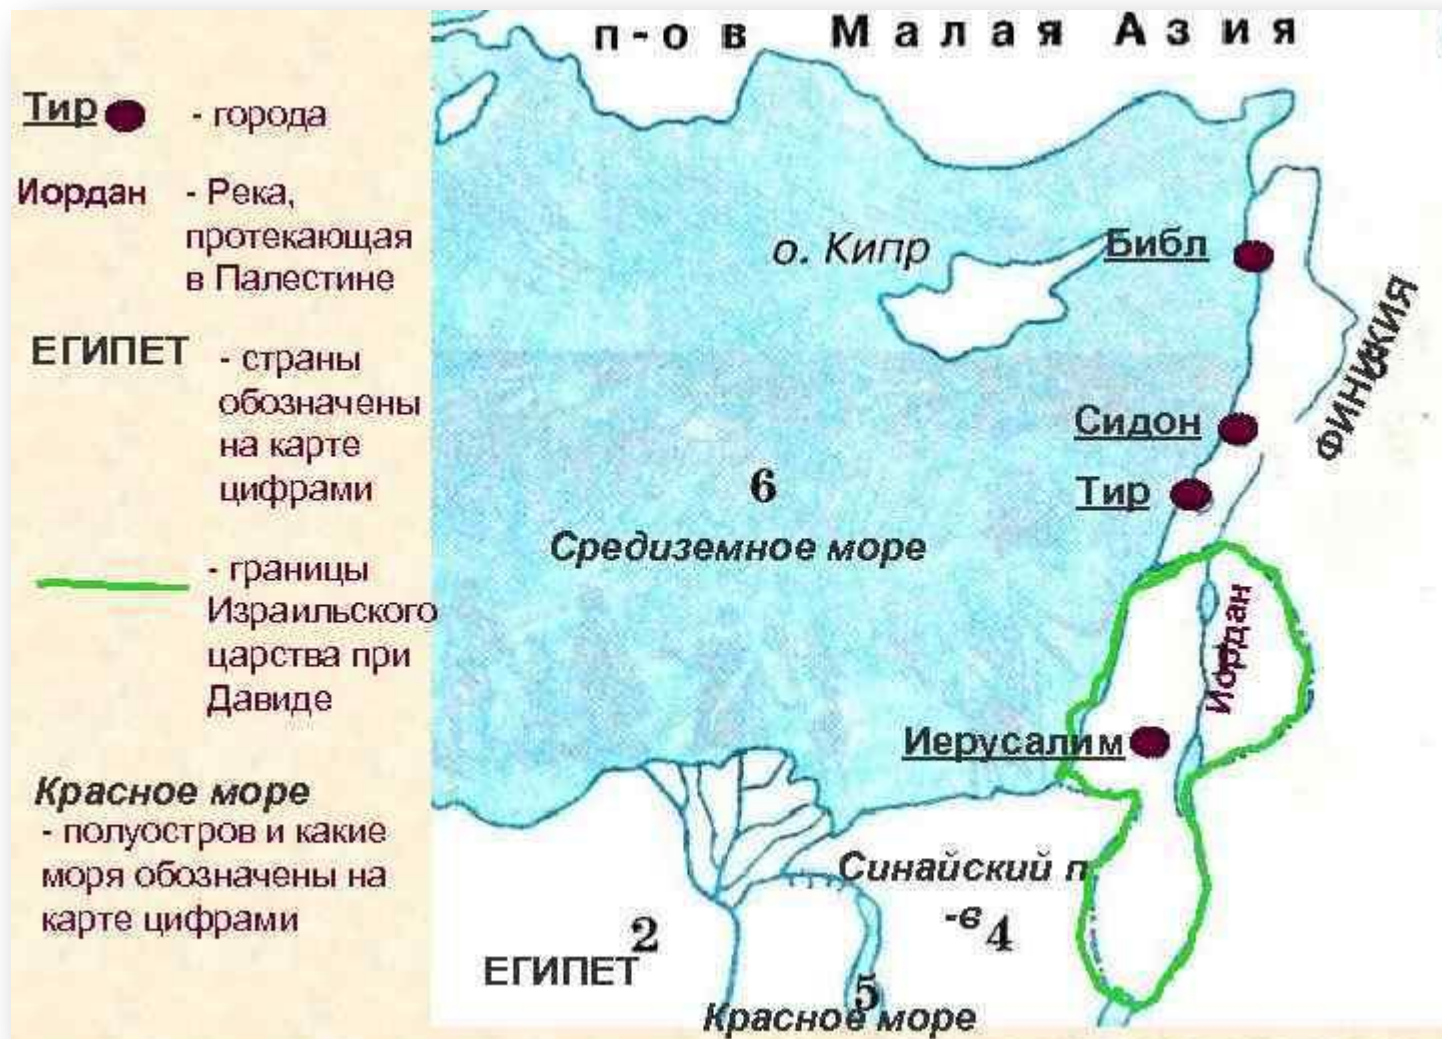 Тир
- города
Иордан
- Река,
протекающая
в Палестине
ЕГИПЕТ
- страны
обозначены
на карте
цифрами
- границы
Израильского
царства при
Давиде
Красное море
- полуостров и какие
моря обозначены на
карте цифрами
п-ов Малая Азия
о. Кипр
Библ
ФИНИКИЯ
Сидон
Тир
6
Средиземное море
Иордан
Иерусалим
Синайский п
-в 4
2
ЕГИПЕТ
5
Красное море